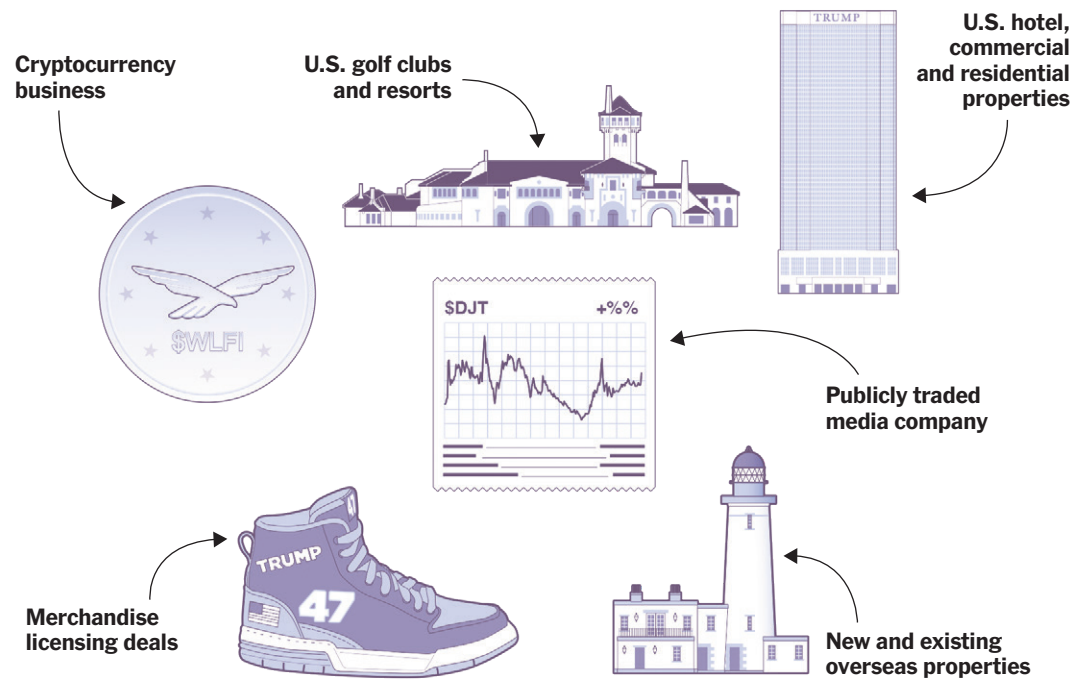 TRUMP
U.S. hotel,
commercial
and residential
properties
Cryptocurrency
business
U.S. golf clubs
and resorts
$WLFI
$DJT +%%
Publicly traded
media company
TRUMP
47
Merchandise
licensing deals
New and existing
overseas properties